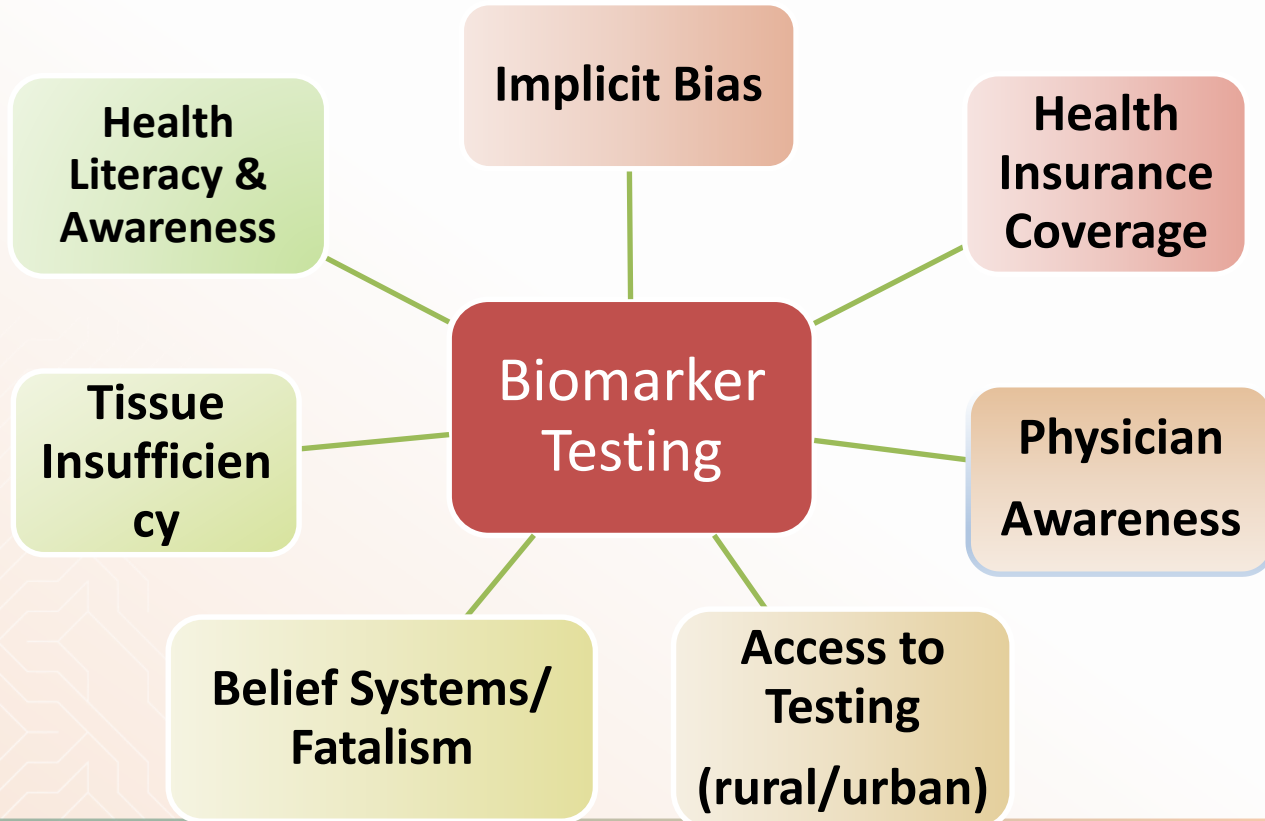 Implicit Bias
Health
Literacy &
Awareness
Health
Insurance
Coverage
Biomarker
Testing
Tissue
Insufficien
cy
Physician
Awareness
Belief Systems/
Fatalism
Access to
Testing
(rural/urban)